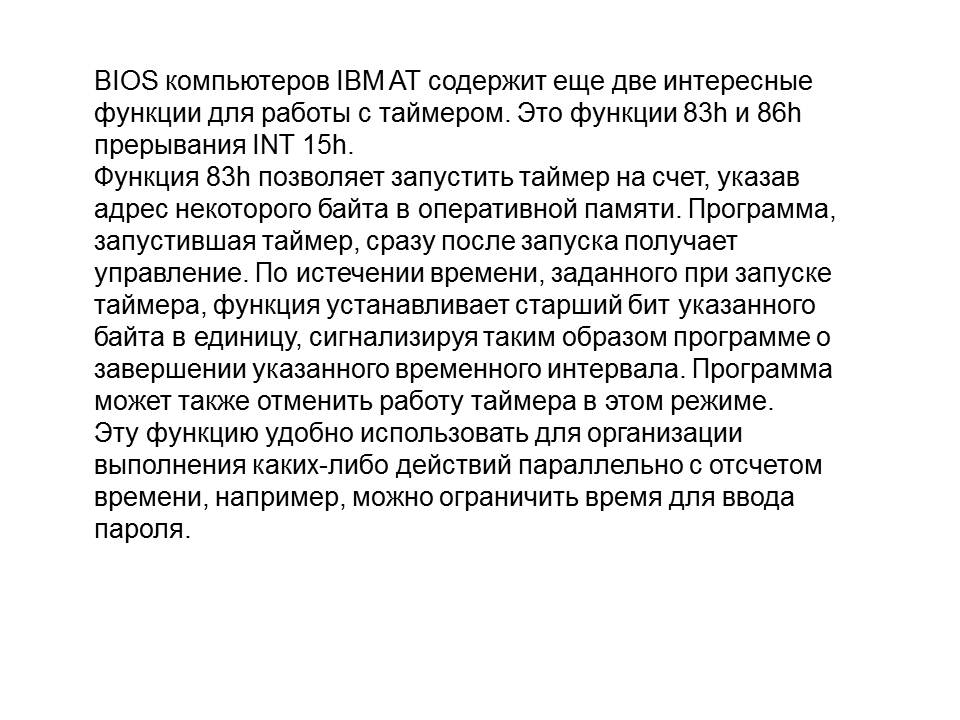 BIOS компьютеров IBM AT содержит еще две интересные
функции для работы с таймером. Это функции 83h и 86h
прерывания INT 15h.
Функция 83h позволяет запустить таймер на счет, указав
адрес некоторого байта в оперативной памяти. Программа,
запустившая таймер, сразу после запуска получает
управление. По истечении времени, заданного при запуске
таймера, функция устанавливает старший бит указанного
байта в единицу, сигнализируя таким образом программе о
завершении указанного временного интервала. Программа
может также отменить работу таймера в этом режиме.
Эту функцию удобно использовать для организации
выполнения каких-либо действий параллельно с отсчетом
времени, например, можно ограничить время для ввода
пароля.